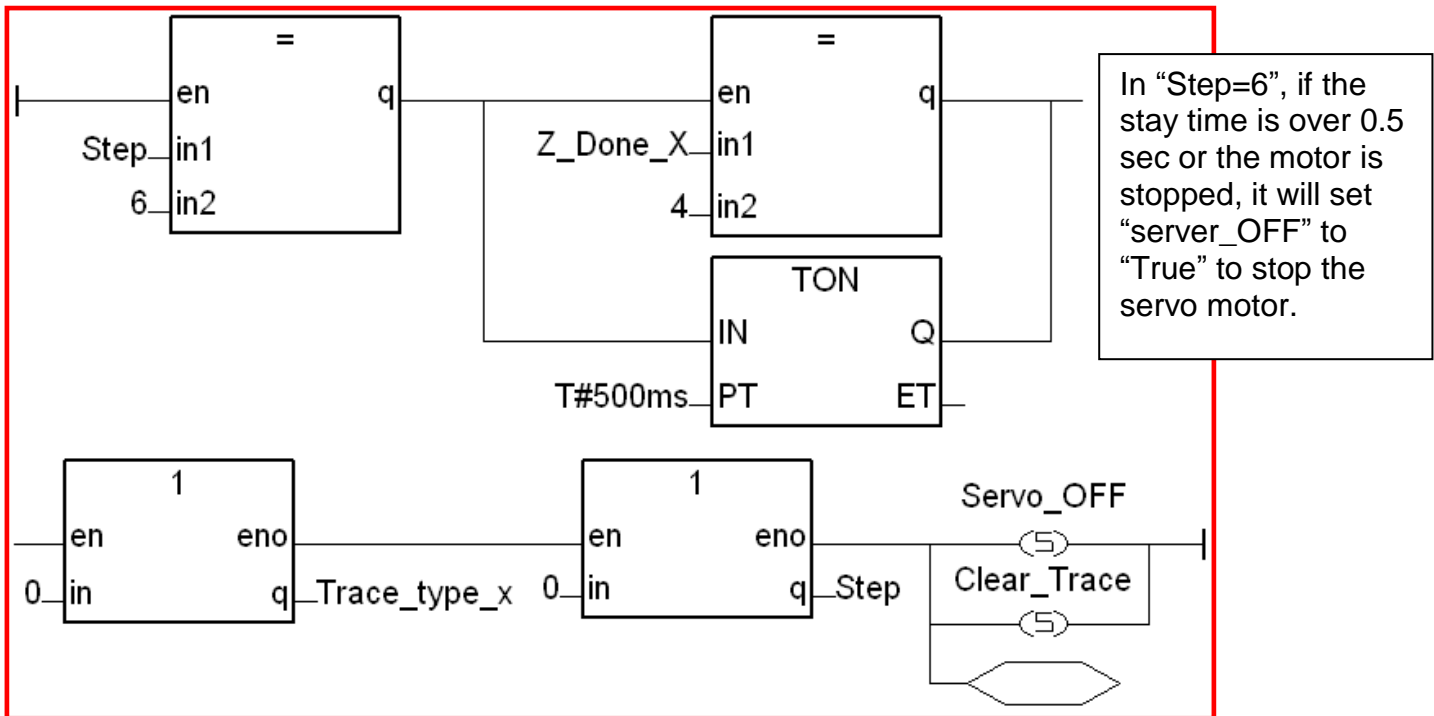 = =
en q en q
Step in1 Z_Done_X in1
6 in2 4 in2
TON
IN Q
T#500ms PT ET
In “Step=6”, if the
stay time is over 0.5
sec or the motor is
stopped, it will set
“server_OFF” to
“True” to stop the
servo motor.
1 1
Servo_OFF
en eno en eno
S
Clear_Trace
0 in q Trace_type_x 0 in q Step
S